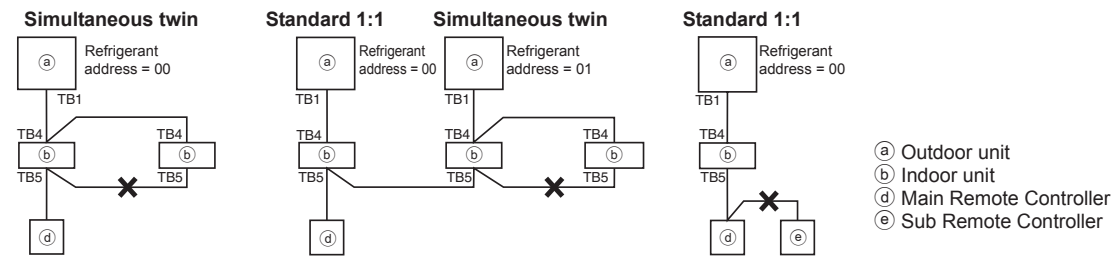 Simultaneous twin
Standard 1:1
Simultaneous twin
Standard 1:1
ⓐ
Refrigerant
address = 00
TB1
TB4
TB4
ⓑ
ⓑ
TB5
TB5
ⓓ
ⓐ
Refrigerant
address = 00
TB1
TB4
ⓑ
TB5
ⓓ
ⓐ
Refrigerant
address = 01
TB1
TB4
TB4
ⓑ
ⓑ
TB5
TB5
ⓐ
Refrigerant
address = 00
TB1
TB4
ⓑ
TB5
ⓓ
ⓔ
ⓐ Outdoor unit
ⓑ Indoor unit
ⓓ Main Remote Controller
ⓔ Sub Remote Controller